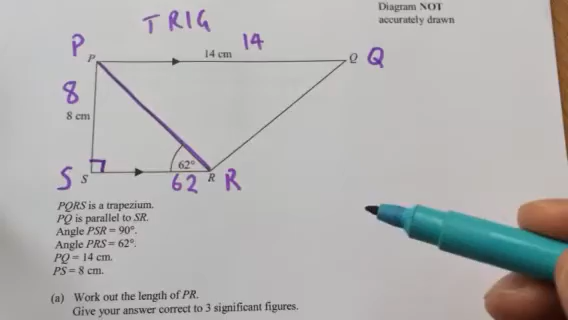 Diagram NOT
accurately drawn
TRIG
P
P
14 cm
14
Q
Q
8
8 cm
62°
S
S
62
R
R
PQRS is a trapezium.
PQ is parallel to SR.
Angle PSR = 90°.
Angle PRS = 62°.
PQ = 14 cm.
PS = 8 cm.
(a) Work out the length of PR.
Give your answer correct to 3 significant figures.